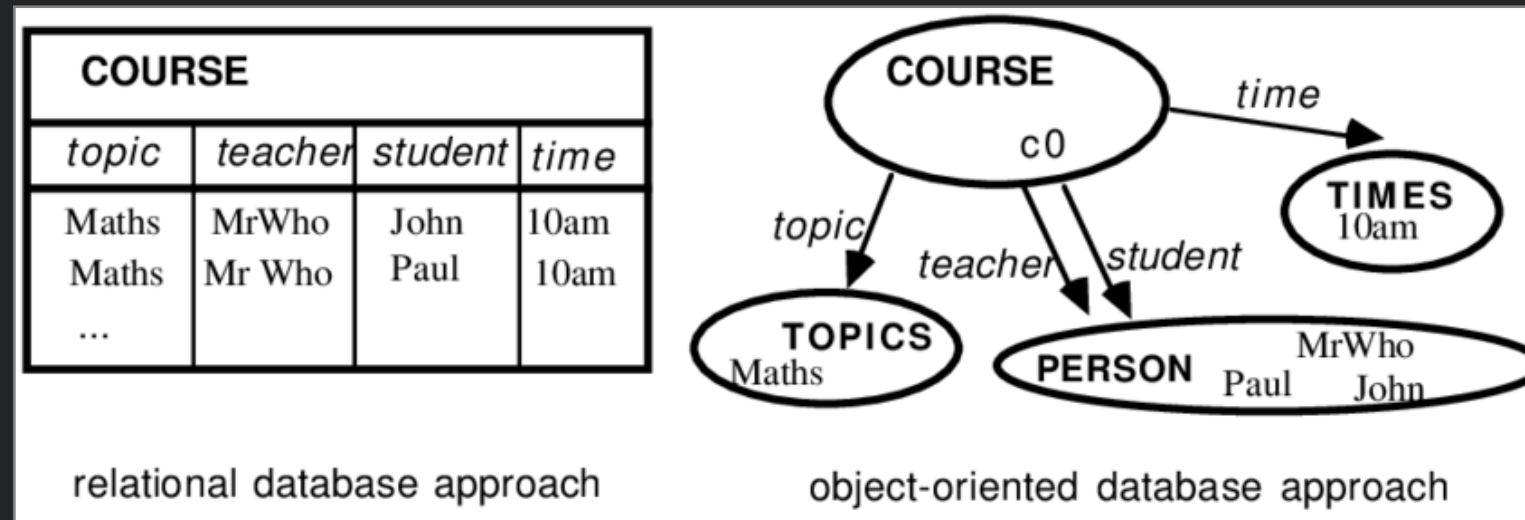 COURSE
topic teacher student time
Maths MrWho John 10am
Maths Mr Who Paul 10am
...
relational database approach
COURSE
c0
time
TIMES
10am
topic
teacher
student
TOPICS
Maths
PERSON
MrWho
Paul
John
object-oriented database approach